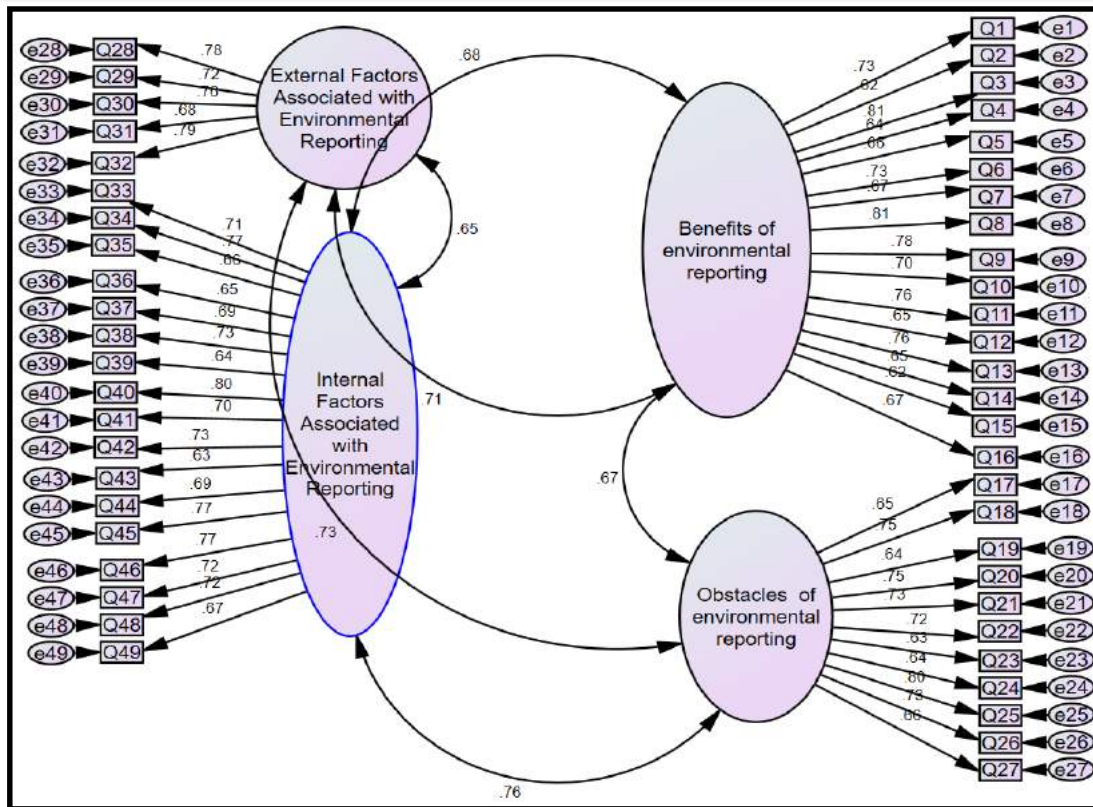 e28 Q28 .78
e29 Q29 .72
e30 Q30 .76
e31 Q31 .68
e32 Q32 .79
External Factors
Associated with
Environmental
Reporting
e33 Q33 .71
e34 Q34 .77
e35 Q35 .66
e36 Q36 .65
e37 Q37 .69
e38 Q38 .73
e39 Q39 .64
e40 Q40 .80
e41 Q41 .70
e42 Q42 .73
e43 Q43 .63
e44 Q44 .69
e45 Q45 .77
e46 Q46 .77
e47 Q47 .72
e48 Q48 .72
e49 Q49 .67
Internal
Factors
Associated
with
Environmental
Reporting
.68
.65
.71
.67
.73
.76
Benefits of
environmental
reporting
.73 Q1 e1
.62 Q2 e2
.81 Q3 e3
.64 Q4 e4
.66 Q5 e5
.73 Q6 e6
.67 Q7 e7
.81 Q8 e8
.78 Q9 e9
.70 Q10 e10
.76 Q11 e11
.65 Q12 e12
.76 Q13 e13
.65 Q14 e14
.62 Q15 e15
.67 Q16 e16
Obstacles of
environmental
reporting
.65 Q17 e17
.75 Q18 e18
.64 Q19 e19
.75 Q20 e20
.73 Q21 e21
.72 Q22 e22
.63 Q23 e23
.64 Q24 e24
.80 Q25 e25
.73 Q26 e26
.66 Q27 e27